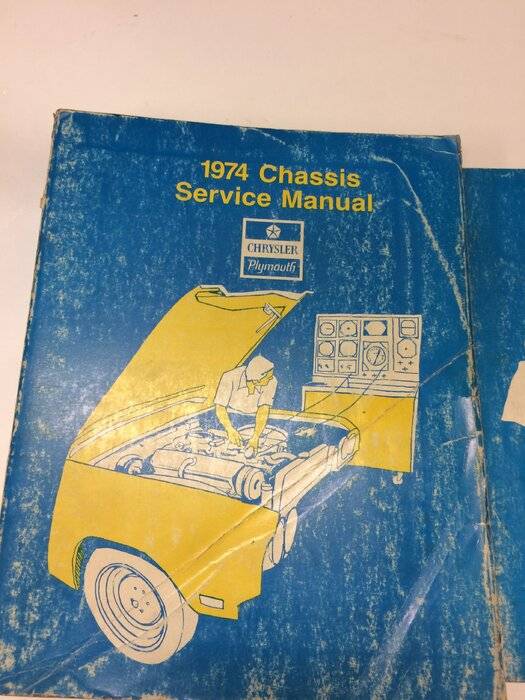 1974 Chassis
Service Manual
CHRYSLER
Plymouth